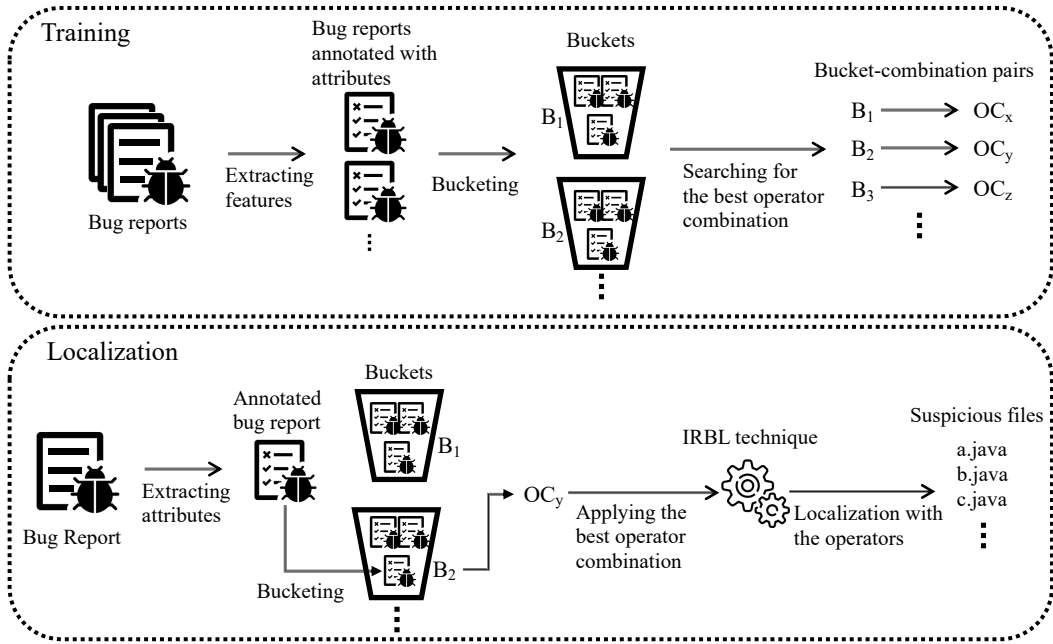 Training
Bug reports
Extracting
features
Bug reports
annotated with
attributes
Bucketing
Buckets
B1
B2
Searching for
the best operator
combination
Bucket-combination pairs
B1 OCx
B2 OCy
B3 OCz
Localization
Bug Report
Extracting
attributes
Annotated
bug report
Bucketing
Buckets
B1
B2
OCy
Applying the
best operator
combination
IRBL technique
Localization with
the operators
Suspicious files
a.java
b.java
c.java